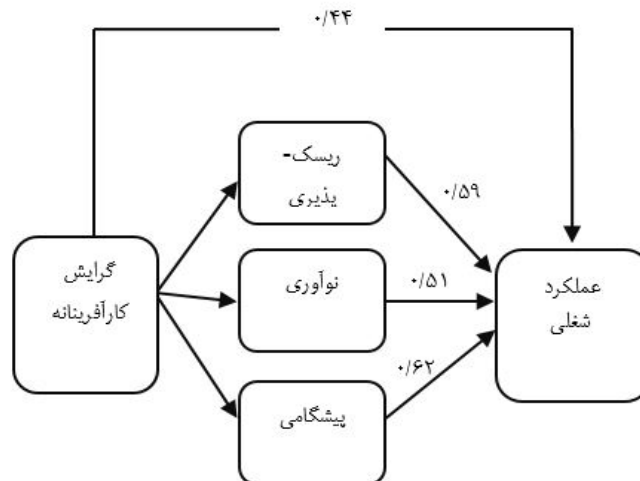 ۰/۴۴
ریسک-
پذیری
۰/۵۹
گرایش
کارآفرینانه
نوآوری
۰/۵۱
عملکرد
شغلی
۰/۶۲
پیشگامی